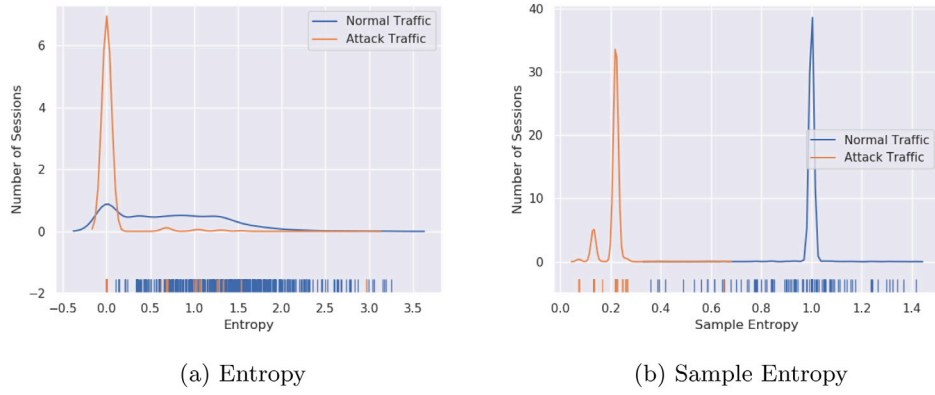 Normal Traffic
Attack Traffic
Number of Sessions
6
4
2
0
−2
−0.5 0.0 0.5 1.0 1.5 2.0 2.5 3.0 3.5
Entropy
(a) Entropy
40
30
20
10
0
Number of Sessions
Normal Traffic
Attack Traffic
0.0 0.2 0.4 0.6 0.8 1.0 1.2 1.4
Sample Entropy
(b) Sample Entropy